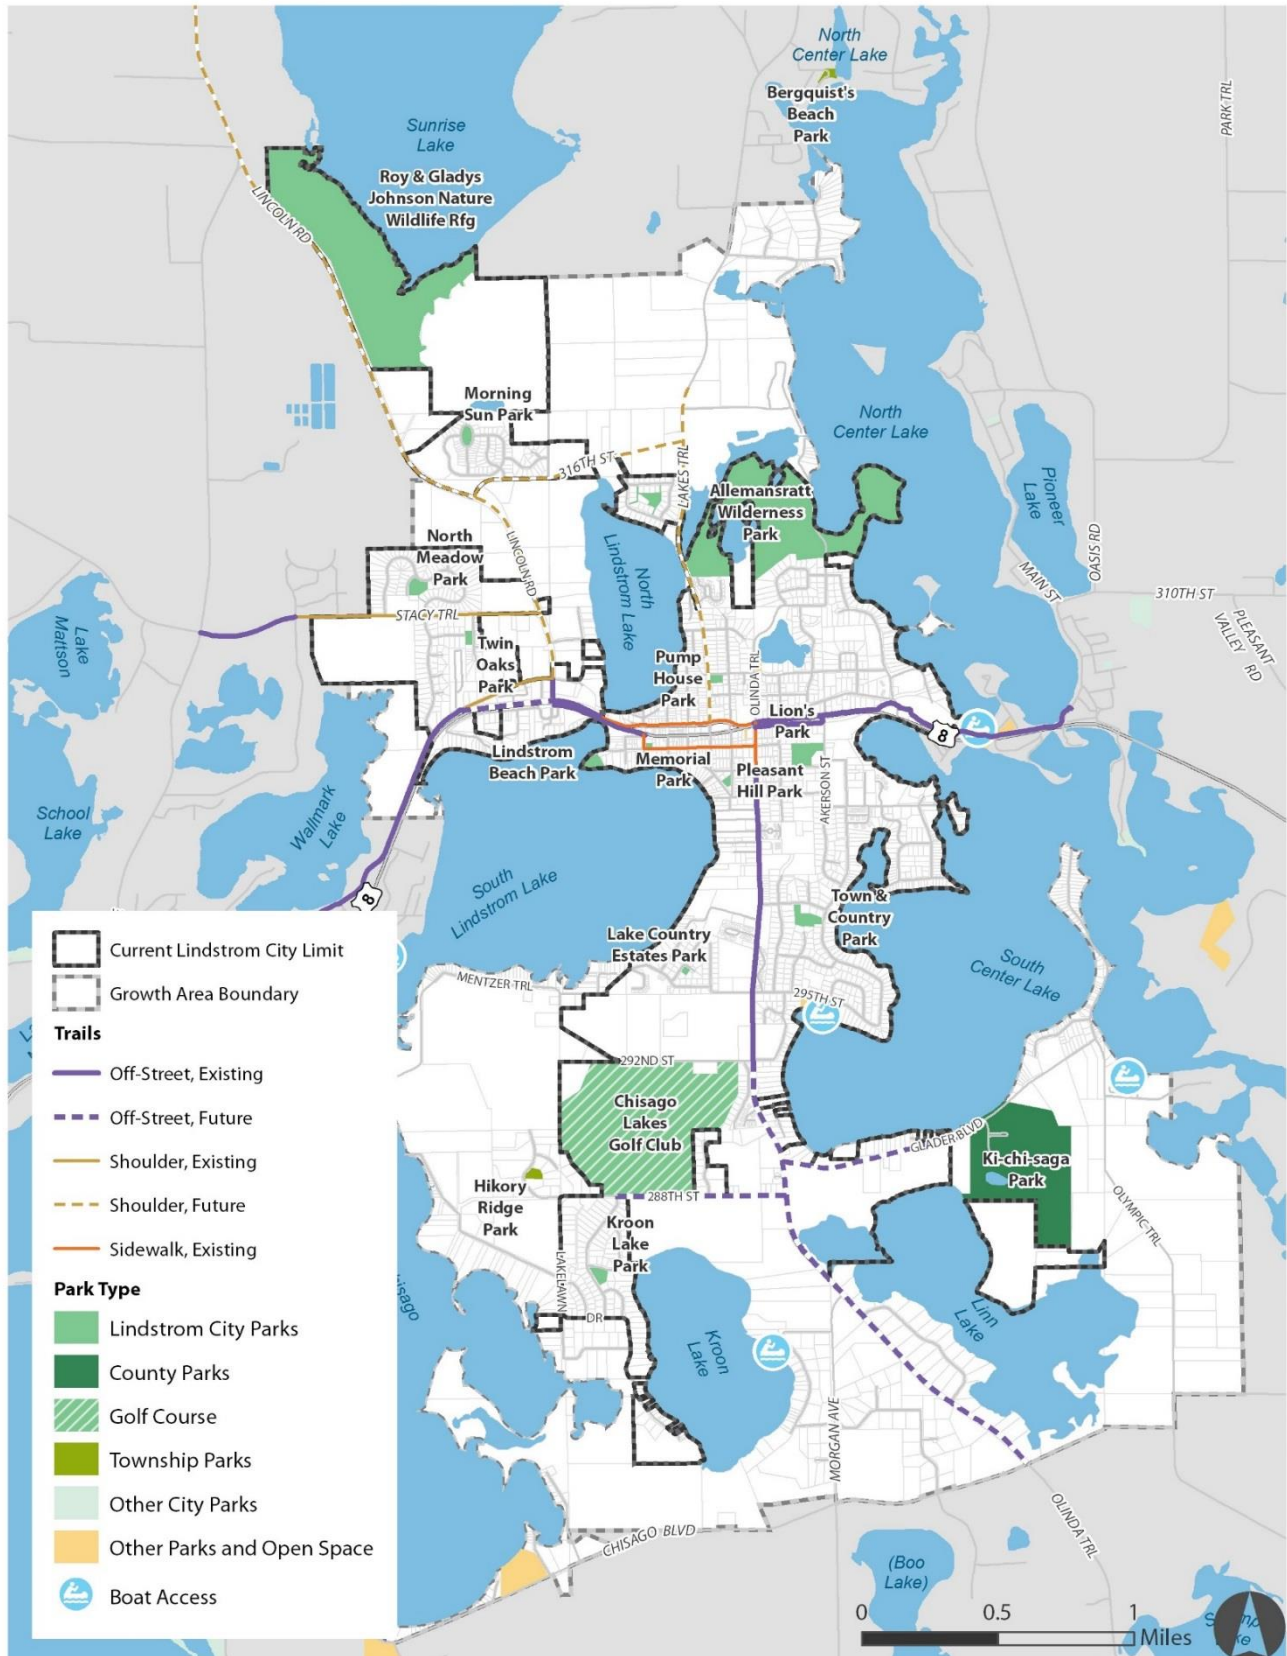 North
Center Lake
Bergquist's
Beach
Park
PARK TRL
Sunrise
Lake
Roy & Gladys
Johnson Nature
Wildlife Rfg
LINCOLN RD
Morning
Sun Park
North
Center Lake
316TH ST
LAKES TRL
Allemansratt
Wilderness
Park
Pioneer
Lake
OASIS RD
North
Lindstrom Lake
LINCOLN RD
North
Meadow
Park
MAIN ST
310TH ST
PLEASANT
VALLEY RD
STACY TRL
Lake
Mattson
Twin
Oaks
Park
Pump
House
Park
OLINDA TRL
Lion's
Park
8
Lindstrom
Beach Park
Memorial
Park
Pleasant
Hill Park
AKERSON ST
School
Lake
Wallmark
Lake
8
South
Lindstrom Lake
Town &
Country
Park
Lake Country
Estates Park
South
Center Lake
MENTZER TRL
295TH ST
292ND ST
Chisago
Lakes
Golf Club
GLADER BLVD
Ki-chi-saga
Park
OLYMPIC TRL
Hikory
Ridge
Park
288TH ST
Kroon
Lake
Park
LAKELAWN
DR
Linn
Lake
Kroon
Lake
MORGAN AVE
CHISAGO BLVD
OLINDA TRL
(Boo
Lake)
Current Lindstrom City Limit
Growth Area Boundary
Trails
Off-Street, Existing
Off-Street, Future
Shoulder, Existing
Shoulder, Future
Sidewalk, Existing
Park Type
Lindstrom City Parks
County Parks
Golf Course
Township Parks
Other City Parks
Other Parks and Open Space
Boat Access
0 0.5 1
Miles